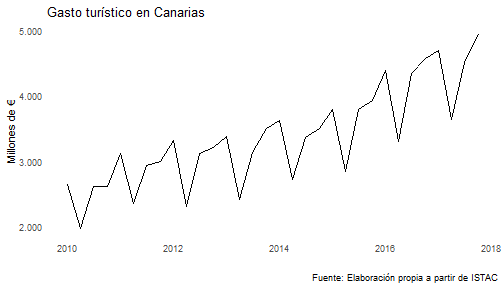 Gasto turístico en Canarias
Millones de €
5.000
4.000
3.000
2.000
2010 2012 2014 2016 2018
Fuente: Elaboración propia a partir de ISTAC